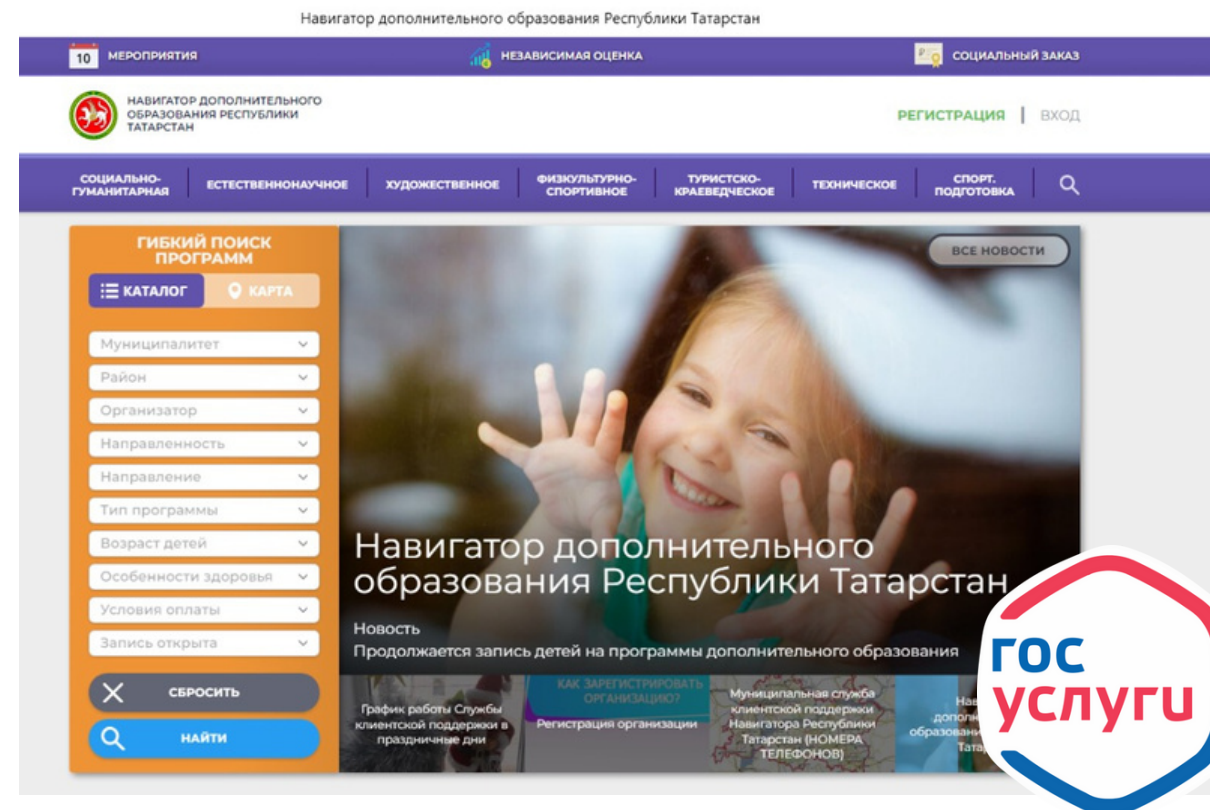 Навигатор дополнительного образования Республики Татарстан
10 МЕРОПРИЯТИЯ
НЕЗАВИСИМАЯ ОЦЕНКА
СОЦИАЛЬНЫЙ ЗАКАЗ
НАВИГАТОР ДОПОЛНИТЕЛЬНОГО
ОБРАЗОВАНИЯ РЕСПУБЛИКИ
ТАТАРСТАН
РЕГИСТРАЦИЯ | ВХОД
СОЦИАЛЬНО-
ГУМАНИТАРНАЯ
ЕСТЕСТВЕННОНАУЧНОЕ
ХУДОЖЕСТВЕННОЕ
ФИЗКУЛЬТУРНО-
СПОРТИВНОЕ
ТУРИСТСКО-
КРАЕВЕДЧЕСКОЕ
ТЕХНИЧЕСКОЕ
СПОРТ.
ПОДГОТОВКА
ГИБКИЙ ПОИСК
ПРОГРАММ
КАТАЛОГ
КАРТА
Муниципалитет
Район
Организатор
Направленность
Направление
Тип программы
Возраст детей
Особенности здоровья
Условия оплаты
Запись открыта
СБРОСИТЬ
НАЙТИ
ВСЕ НОВОСТИ
Навигатор дополнительного
образования Республики Татарстан
Новость
Продолжается запись детей на программы дополнительного образования
График работы Службы
клиентской поддержки в
праздничные дни
КАК ЗАРЕГИСТРИРОВАТЬ
ОРГАНИЗАЦИЮ?
Регистрация организации
Муниципальная служба
клиентской поддержки
Навигатора Республики
Татарстан (НОМЕРА
ТЕЛЕФОНОВ)
гос
услуги